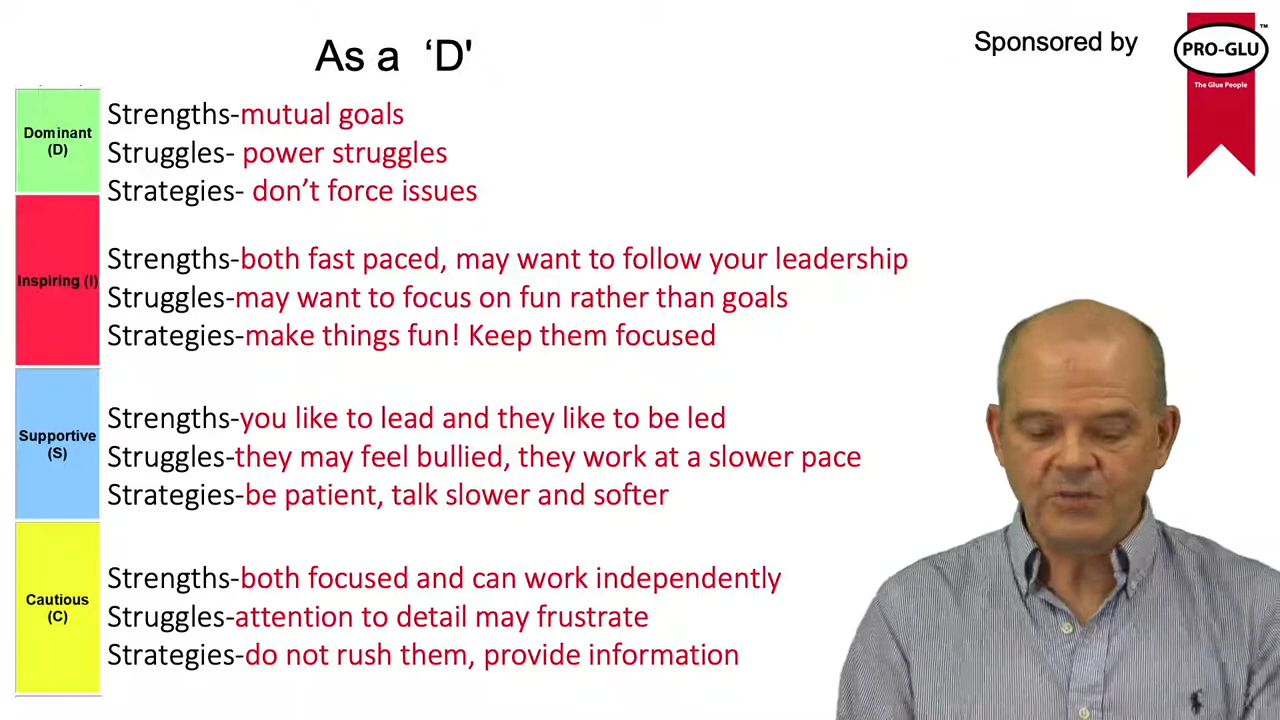 As a ‘D'
Sponsored by
PRO-GLU
™
The Glue People
Dominant
(D)
Strengths-mutual goals
Struggles- power struggles
Strategies- don’t force issues
Inspiring (i)
Strengths-both fast paced, may want to follow your leadership
Struggles-may want to focus on fun rather than goals
Strategies-make things fun! Keep them focused
Supportive
(S)
Strengths-you like to lead and they like to be led
Struggles-they may feel bullied, they work at a slower pace
Strategies-be patient, talk slower and softer
Cautious
(C)
Strengths-both focused and can work independently
Struggles-attention to detail may frustrate
Strategies-do not rush them, provide information